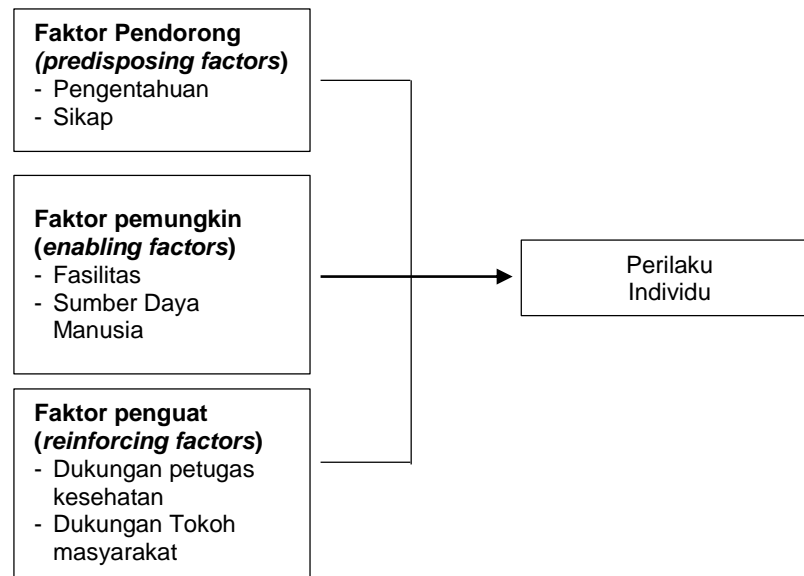 Faktor Pendorong
(predisposing factors)
- Pengentahuan
- Sikap
Faktor pemungkin
(enabling factors)
- Fasilitas
- Sumber Daya
Manusia
Faktor penguat
(reinforcing factors)
- Dukungan petugas
kesehatan
- Dukungan Tokoh
masyarakat
Perilaku
Individu